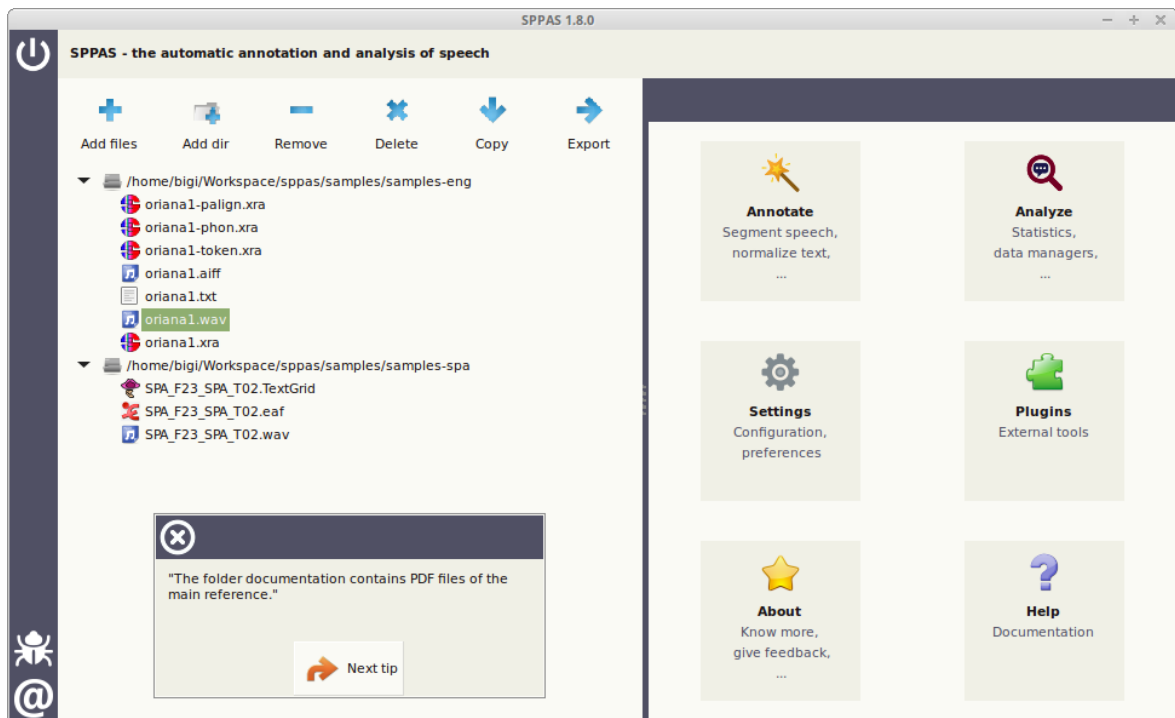 SPPAS 1.8.0
SPPAS - the automatic annotation and analysis of speech
Add files
Add dir
Remove
Delete
Copy
Export
/home/bigi/Workspace/sppas/samples/samples-eng
oriana1-palign.xra
oriana1-phon.xra
oriana1-token.xra
oriana1.aiff
oriana1.txt
oriana1.wav
oriana1.xra
/home/bigi/Workspace/sppas/samples/samples-spa
SPA_F23_SPA_T02.TextGrid
SPA_F23_SPA_T02.eaf
SPA_F23_SPA_T02.wav
"The folder documentation contains PDF files of the
main reference."
Next tip
@
Annotate
Segment speech,
normalize text,
...
Analyze
Statistics,
data managers,
...
Settings
Configuration,
preferences
Plugins
External tools
About
Know more,
give feedback,
...
?
Help
Documentation